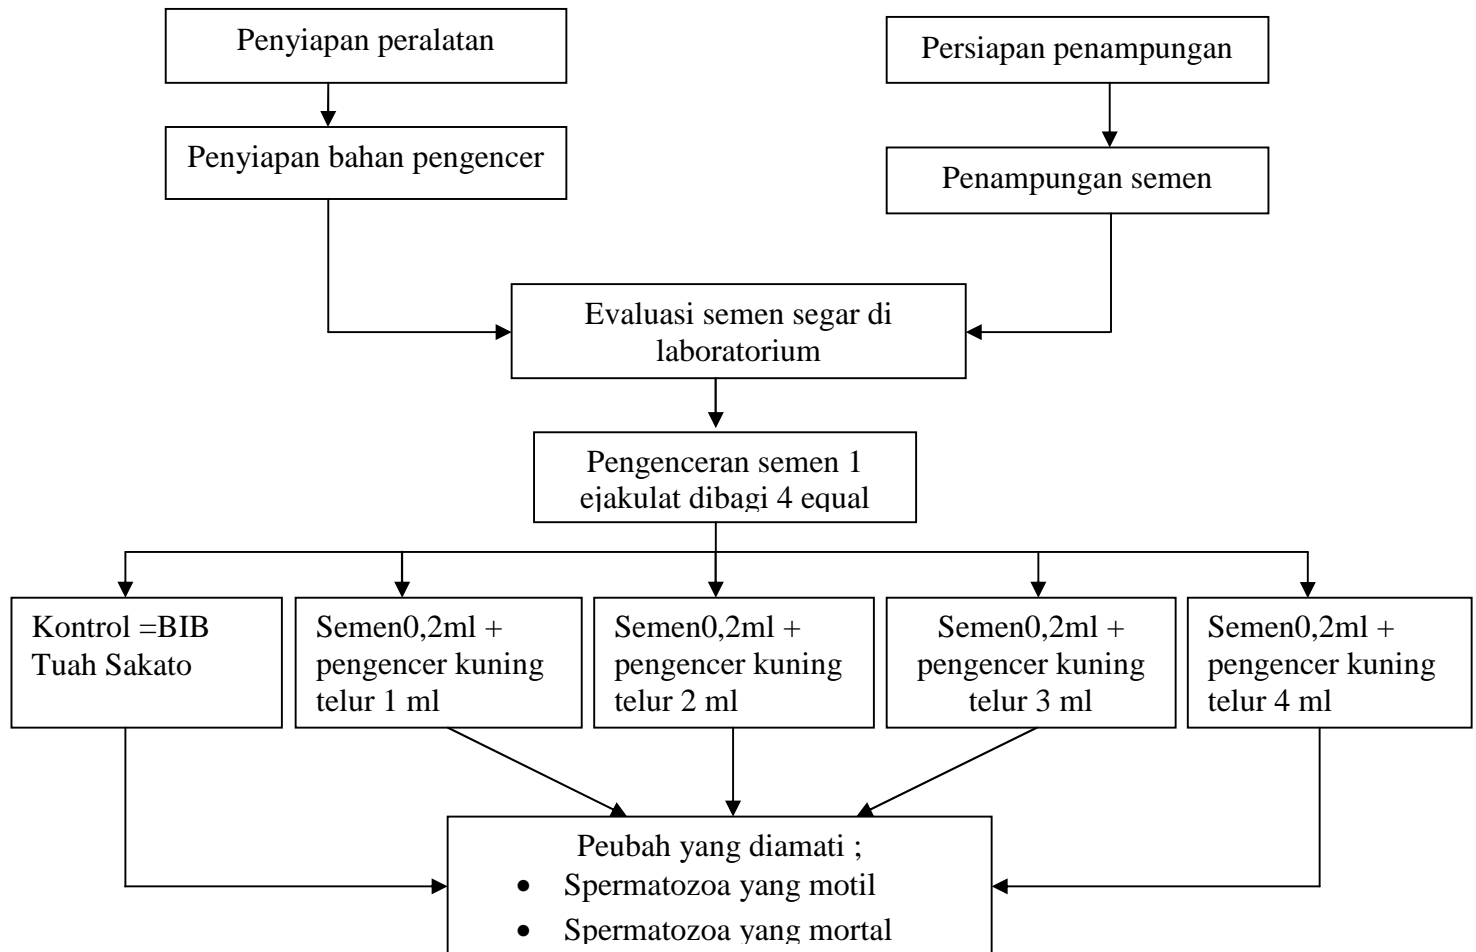 Penyiapan peralatan
Persiapan penampungan
Penyiapan bahan pengencer
Penampungan semen
Evaluasi semen segar di
laboratorium
Pengenceran semen 1
ejakulat dibagi 4 equal
Kontrol =BIB
Tuah Sakato
Semen0,2ml +
pengencer kuning
telur 1 ml
Semen0,2ml +
pengencer kuning
telur 2 ml
Semen0,2ml +
pengencer kuning
telur 3 ml
Semen0,2ml +
pengencer kuning
telur 4 ml
Peubah yang diamati ;
• Spermatozoa yang motil
• Spermatozoa yang mortal